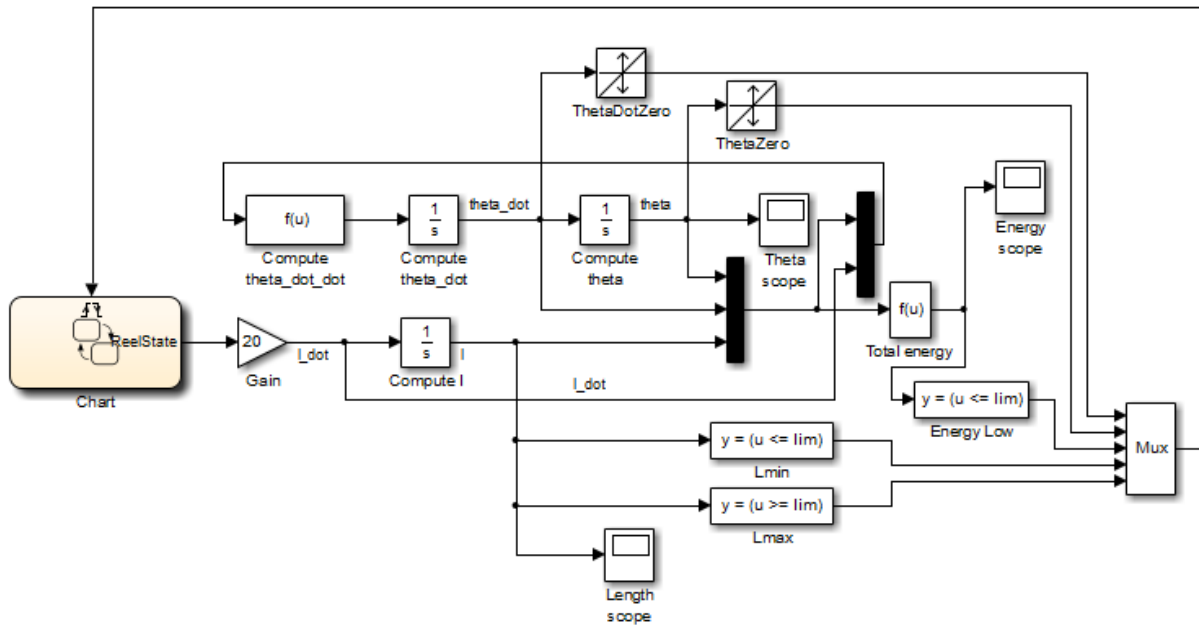 ThetaDotZero
ThetaZero
f(u)
Compute
theta_dot_dot
1
s
Compute
theta_dot
theta_dot
1
s
Compute
theta
theta
Theta
scope
Energy
scope
ReelState
Chart
20
Gain
l_dot
1
s
Compute l
l
l_dot
f(u)
Total energy
y = (u <= lim)
Energy Low
y = (u <= lim)
Lmin
y = (u >= lim)
Lmax
Mux
Length
scope